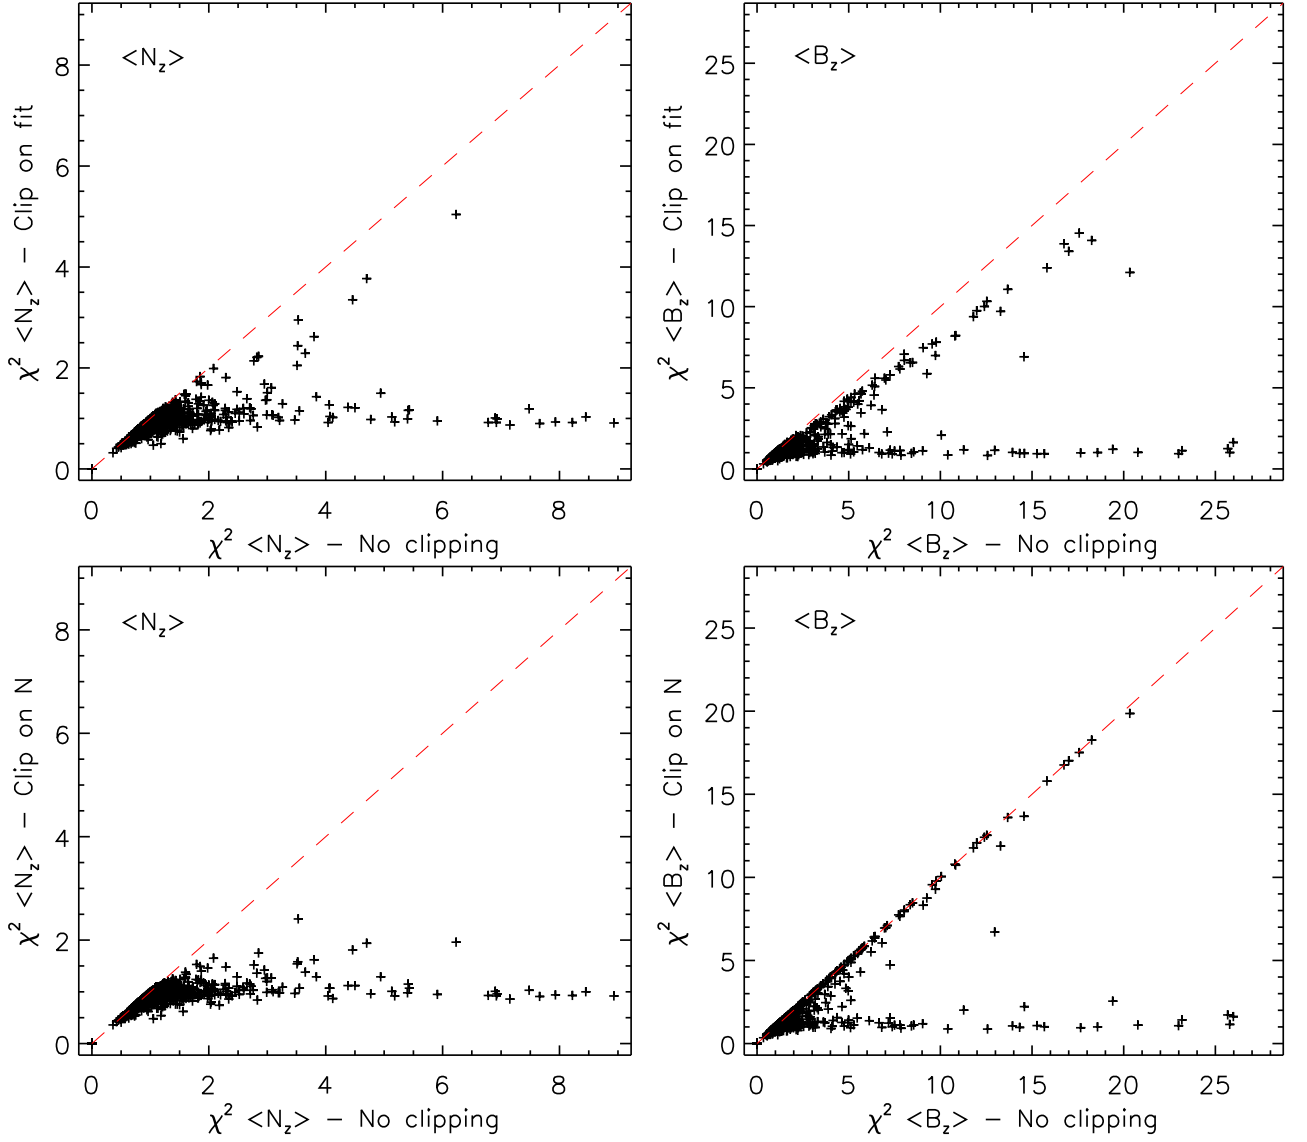 <N_z>
χ² <N_z> – Clip on fit
8
6
4
2
0
0 2 4 6 8
χ² <N_z> – No clipping
<B_z>
χ² <B_z> – Clip on fit
25
20
15
10
5
0
0 5 10 15 20 25
χ² <B_z> – No clipping
<N_z>
χ² <N_z> – Clip on N
8
6
4
2
0
0 2 4 6 8
χ² <N_z> – No clipping
<B_z>
χ² <B_z> – Clip on N
25
20
15
10
5
0
0 5 10 15 20 25
χ² <B_z> – No clipping